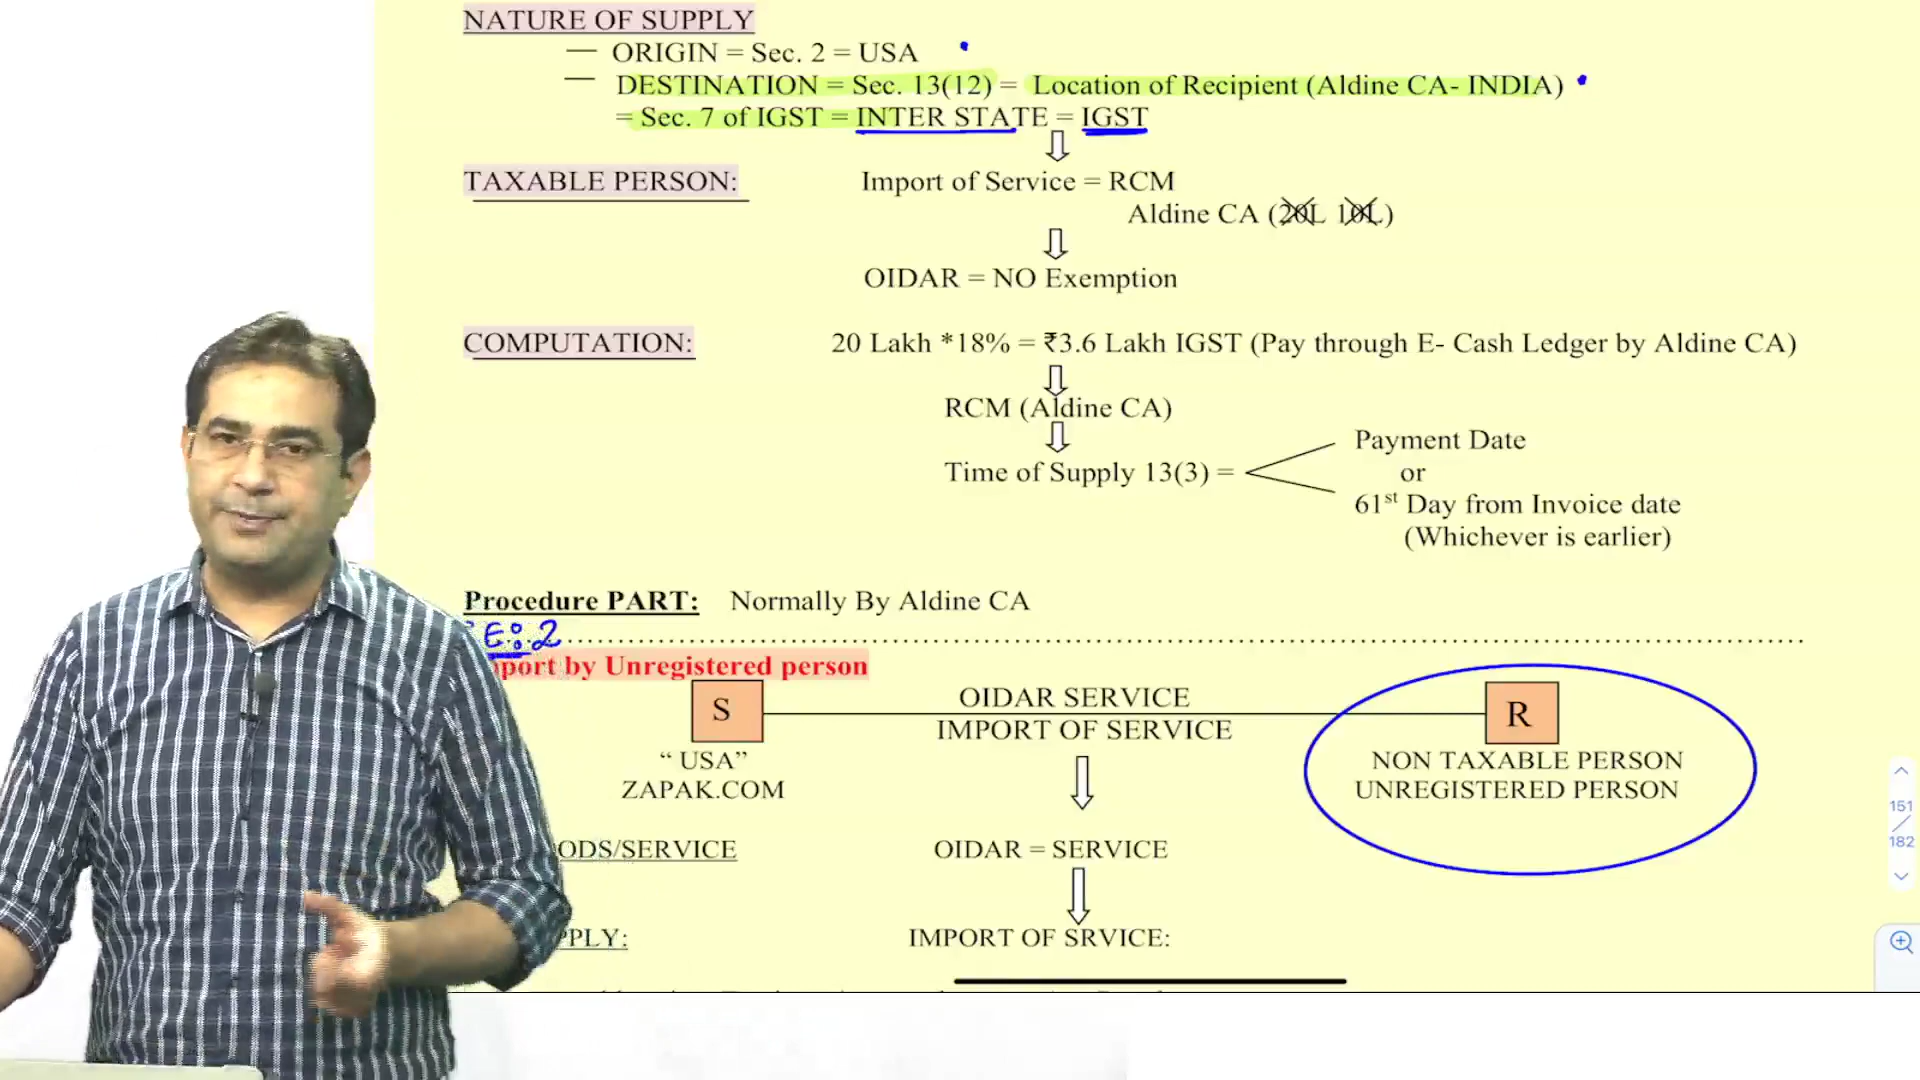 NATURE OF SUPPLY
— ORIGIN = Sec. 2 = USA
— DESTINATION = Sec. 13(12) = Location of Recipient (Aldine CA- INDIA)
= Sec. 7 of IGST = INTER STATE = IGST
TAXABLE PERSON: Import of Service = RCM
Aldine CA (20L 10L)
OIDAR = NO Exemption
COMPUTATION: 20 Lakh *18% = ₹3.6 Lakh IGST (Pay through E- Cash Ledger by Aldine CA)
RCM (Aldine CA)
Time of Supply 13(3) =
Payment Date
or
61st Day from Invoice date
(Whichever is earlier)
Procedure PART: Normally By Aldine CA
E:2
port by Unregistered person
S OIDAR SERVICE R
IMPORT OF SERVICE
“ USA” NON TAXABLE PERSON
ZAPAK.COM UNREGISTERED PERSON
ODS/SERVICE OIDAR = SERVICE
PPLY: IMPORT OF SRVICE:
151
182